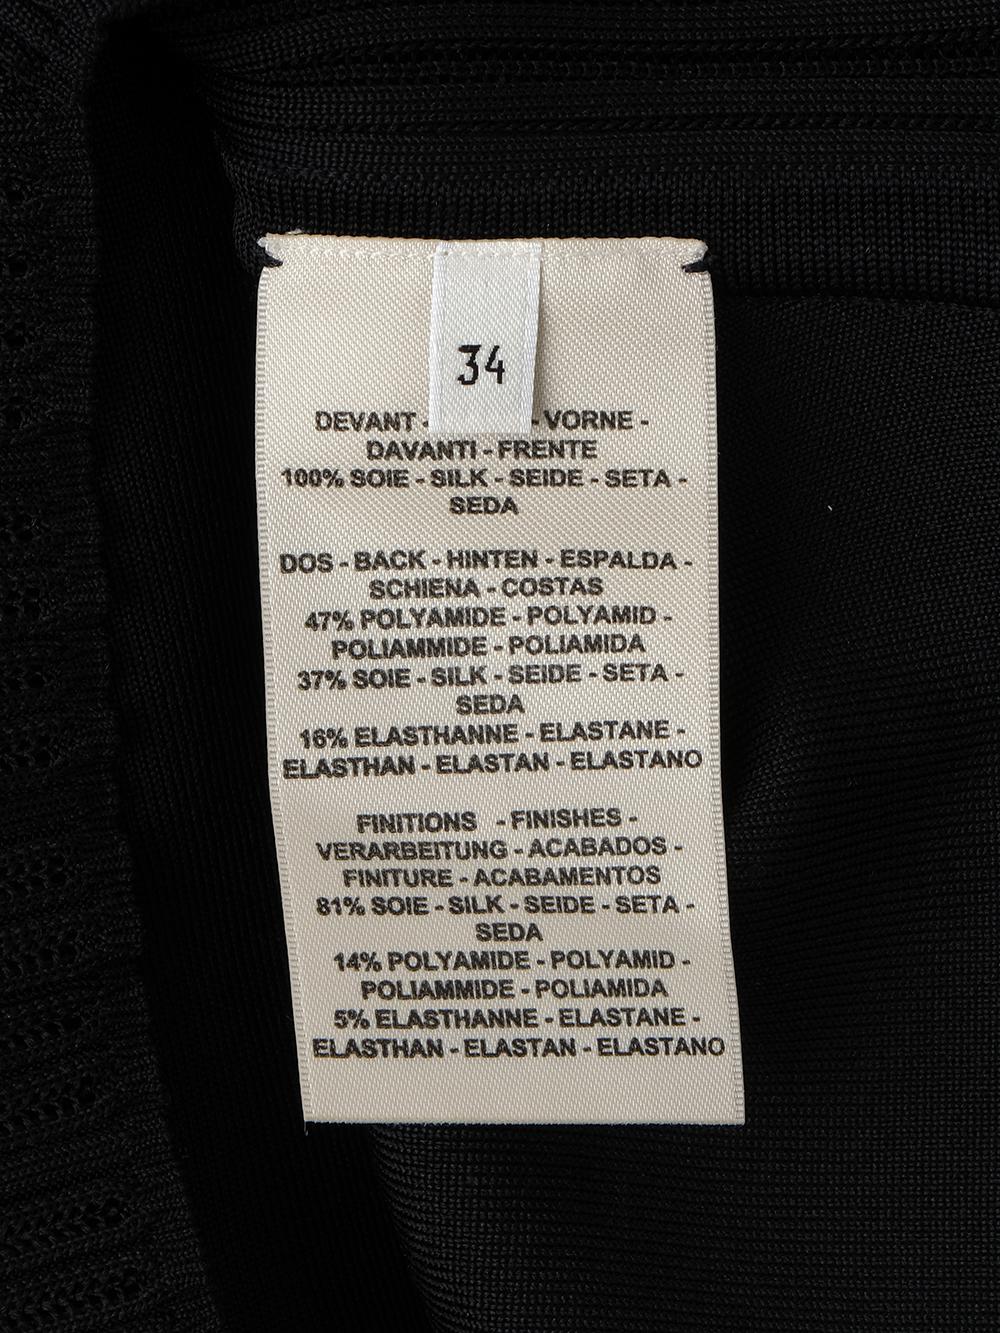 34
DEVANT - - VORNE -
DAVANTI - FRENTE
100% SOIE - SILK - SEIDE - SETA -
SEDA
DOS - BACK - HINTEN - ESPALDA -
SCHIENA - COSTAS
47% POLYAMIDE - POLYAMID -
POLIAMMIDE - POLIAMIDA
37% SOIE - SILK - SEIDE - SETA -
SEDA
16% ELASTHANNE - ELASTANE -
ELASTHAN - ELASTAN - ELASTANO
FINITIONS - FINISHES -
VERARBEITUNG - ACABADOS -
FINITURE - ACABAMENTOS
81% SOIE - SILK - SEIDE - SETA -
SEDA
14% POLYAMIDE - POLYAMID -
POLIAMMIDE - POLIAMIDA
5% ELASTHANNE - ELASTANE -
ELASTHAN - ELASTAN - ELASTANO